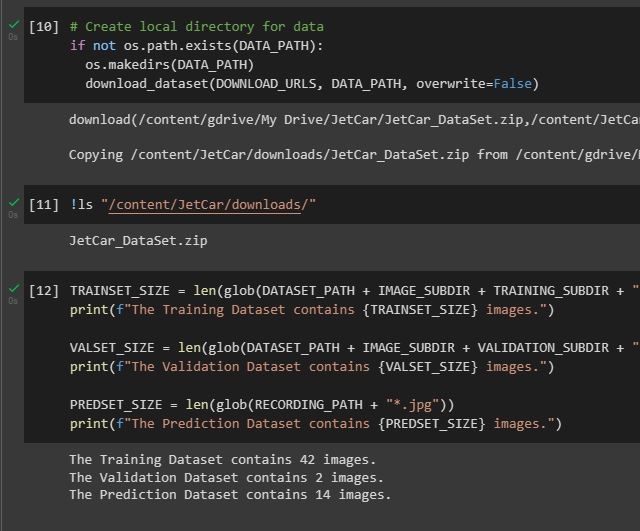 [10] # Create local directory for data
if not os.path.exists(DATA_PATH):
  os.makedirs(DATA_PATH)
  download_dataset(DOWNLOAD_URLS, DATA_PATH, overwrite=False)
0s
download(/content/gdrive/My Drive/JetCar/JetCar_DataSet.zip,/content/JetCa
Copying /content/JetCar/downloads/JetCar_DataSet.zip from /content/gdrive/
[11] !ls "/content/JetCar/downloads/"
0s
JetCar_DataSet.zip
[12] TRAINSET_SIZE = len(glob(DATASET_PATH + IMAGE_SUBDIR + TRAINING_SUBDIR + "
0s
print(f"The Training Dataset contains {TRAINSET_SIZE} images.")
VALSET_SIZE = len(glob(DATASET_PATH + IMAGE_SUBDIR + VALIDATION_SUBDIR + "
print(f"The Validation Dataset contains {VALSET_SIZE} images.")
PREDSET_SIZE = len(glob(RECORDING_PATH + "*.jpg"))
print(f"The Prediction Dataset contains {PREDSET_SIZE} images.")
The Training Dataset contains 42 images.
The Validation Dataset contains 2 images.
The Prediction Dataset contains 14 images.